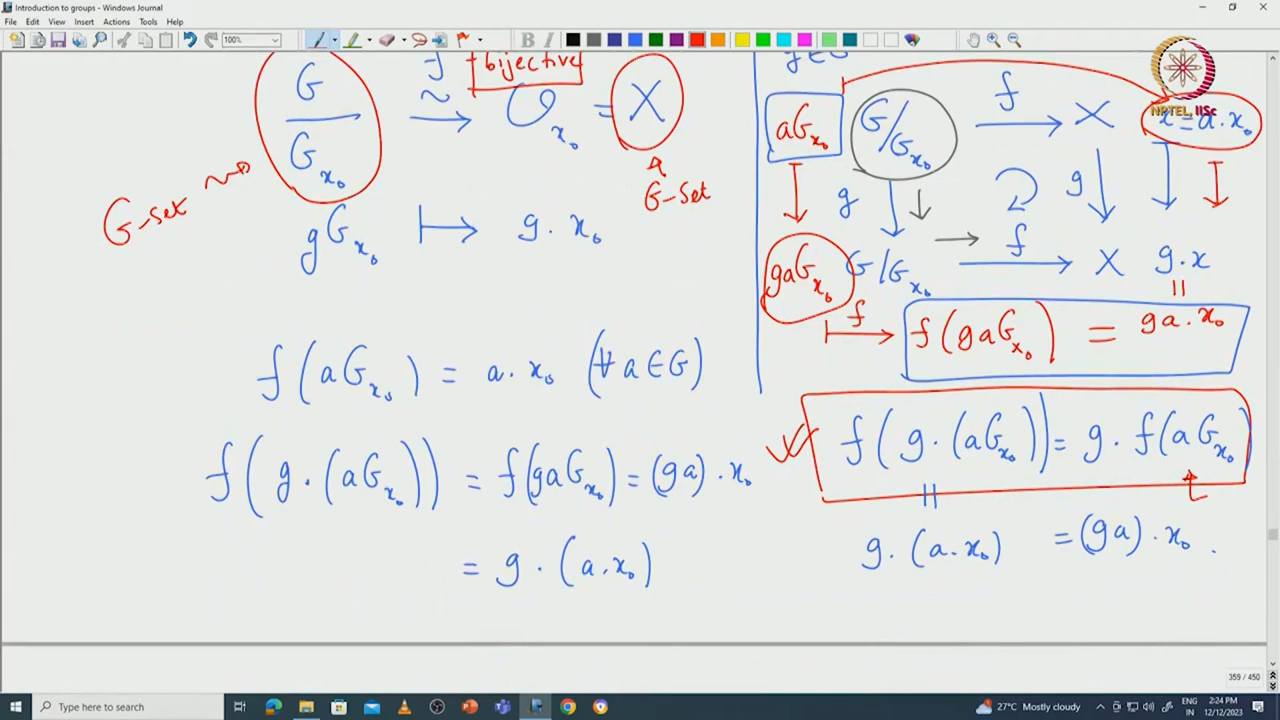 Introduction to groups - Windows Journal
File Edit View Insert Actions Tools Help
100%
B I
NPTEL, IISc
G/G_{x₀} ⥲ O_{x₀} = X
f bijective
G-set
G-set
gG_{x₀} ↦ g · x₀
f(aG_{x₀}) = a · x₀ (∀ a ∈ G)
f(g · (aG_{x₀})) = f(gaG_{x₀}) = (ga) · x₀
= g · (a · x₀)
aG_{x₀} G/G_{x₀} f → X x = a · x₀
g g
gaG_{x₀} G/G_{x₀} f → X g · x
f ↦ f(gaG_{x₀}) = ga · x₀
f(g · (aG_{x₀})) = g · f(aG_{x₀})
g · (a · x₀) = (ga) · x₀ .
359 / 450
Type here to search
27°C Mostly cloudy
ENG
IN
2:24 PM
12/12/2023